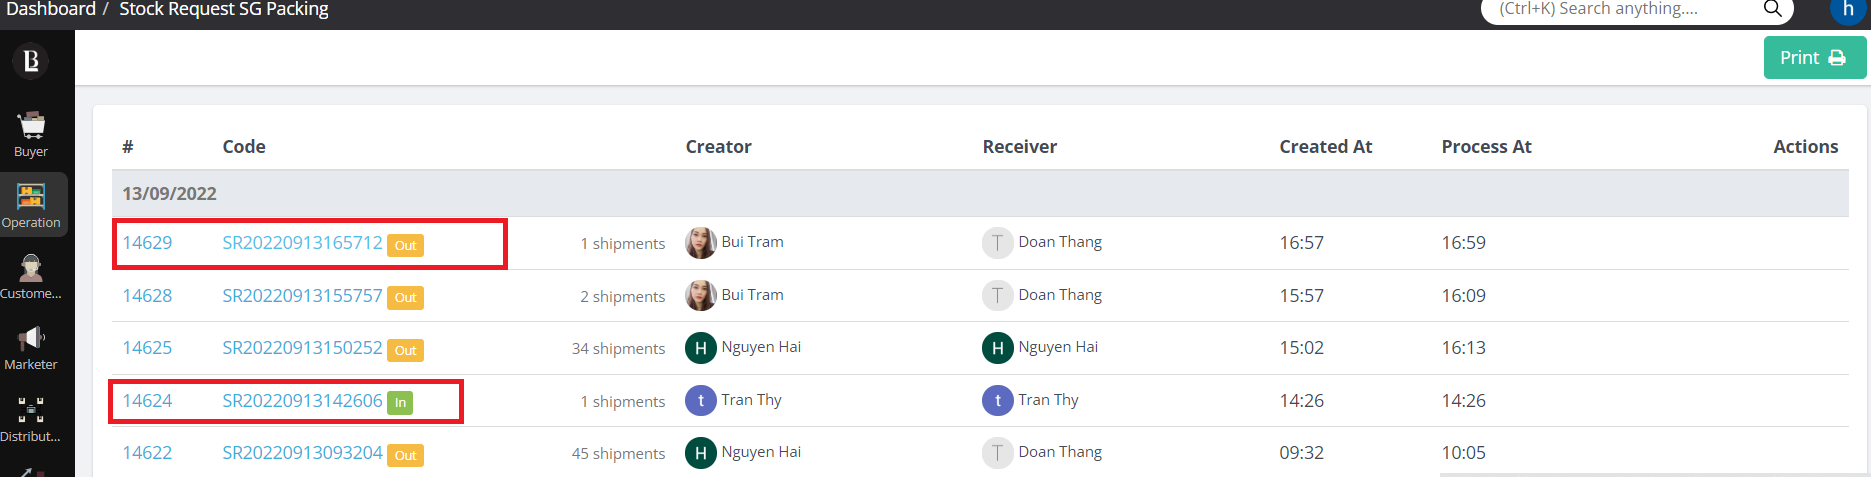 Dashboard / Stock Request SG Packing (Ctrl+K) Search anything.... h
B
Print
Buyer
Operation
Custome...
Marketer
Distribut...
# Code Creator Receiver Created At Process At Actions
13/09/2022
14629 SR20220913165712 Out 1 shipments Bui Tram T Doan Thang 16:57 16:59
14628 SR20220913155757 Out 2 shipments Bui Tram T Doan Thang 15:57 16:09
14625 SR20220913150252 Out 34 shipments H Nguyen Hai H Nguyen Hai 15:02 16:13
14624 SR20220913142606 In 1 shipments t Tran Thy t Tran Thy 14:26 14:26
14622 SR20220913093204 Out 45 shipments H Nguyen Hai T Doan Thang 09:32 10:05